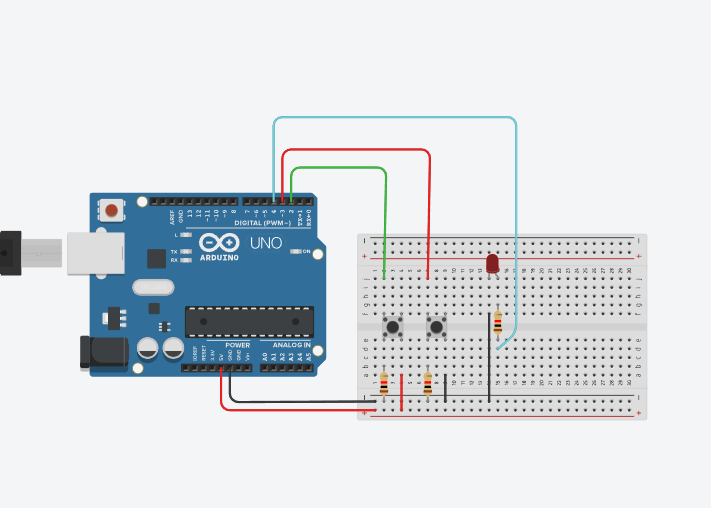 AREF
GND
13
12
~11
~10
~9
8
7
~6
~5
4
~3
2
TX→1
RX←0
DIGITAL (PWM~)
L
TX
RX
UNO
ARDUINO
ON
POWER
ANALOG IN
IOREF
RESET
3.3V
5V
GND
GND
Vin
A0
A1
A2
A3
A4
A5